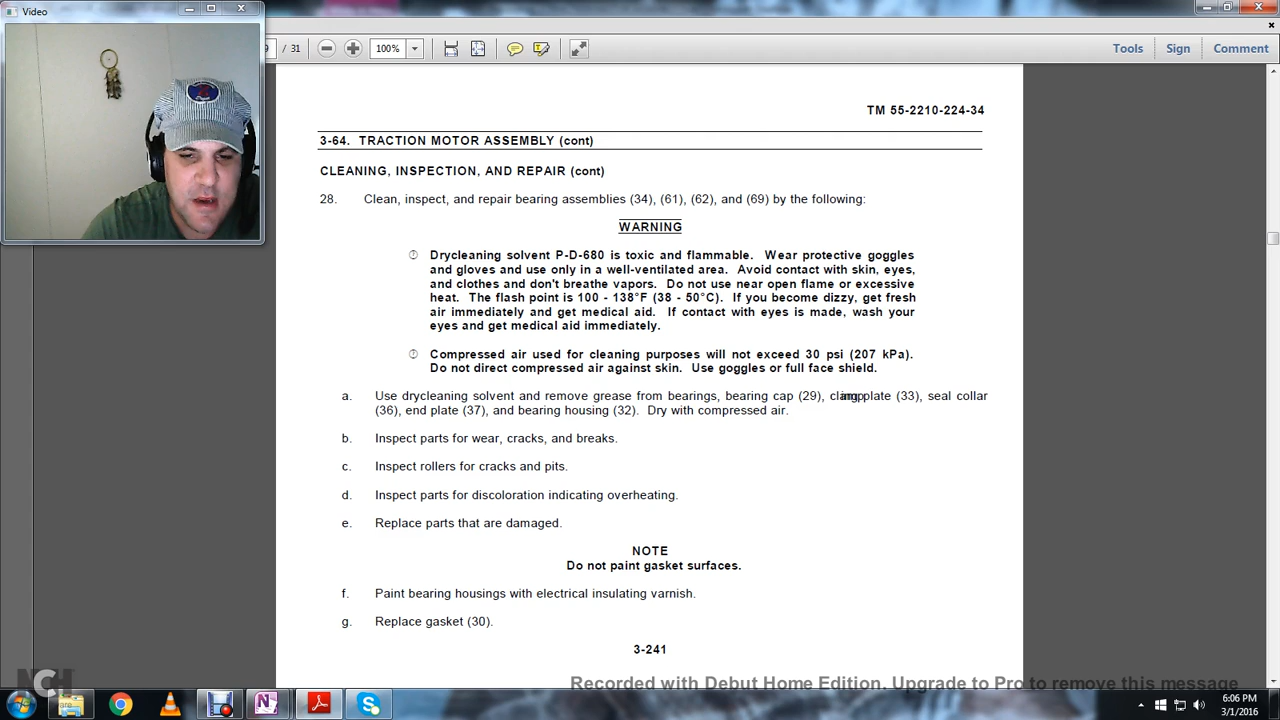 Video
9 / 31
100%
Tools Sign Comment
TM 55-2210-224-34
3-64. TRACTION MOTOR ASSEMBLY (cont)
CLEANING, INSPECTION, AND REPAIR (cont)
28. Clean, inspect, and repair bearing assemblies (34), (61), (62), and (69) by the following:
WARNING
Drycleaning solvent P-D-680 is toxic and flammable. Wear protective goggles
and gloves and use only in a well-ventilated area. Avoid contact with skin, eyes,
and clothes and don't breathe vapors. Do not use near open flame or excessive
heat. The flash point is 100 - 138°F (38 - 50°C). If you become dizzy, get fresh
air immediately and get medical aid. If contact with eyes is made, wash your
eyes and get medical aid immediately.
Compressed air used for cleaning purposes will not exceed 30 psi (207 kPa).
Do not direct compressed air against skin. Use goggles or full face shield.
a. Use drycleaning solvent and remove grease from bearings, bearing cap (29), plate (33), seal collar
(36), end plate (37), and bearing housing (32). Dry with compressed air.
b. Inspect parts for wear, cracks, and breaks.
c. Inspect rollers for cracks and pits.
d. Inspect parts for discoloration indicating overheating.
e. Replace parts that are damaged.
NOTE
Do not paint gasket surfaces.
f. Paint bearing housings with electrical insulating varnish.
g. Replace gasket (30).
3-241
NCH
Recorded with Debut Home Edition. Upgrade to Pro to remove this message
6:06 PM
3/1/2016